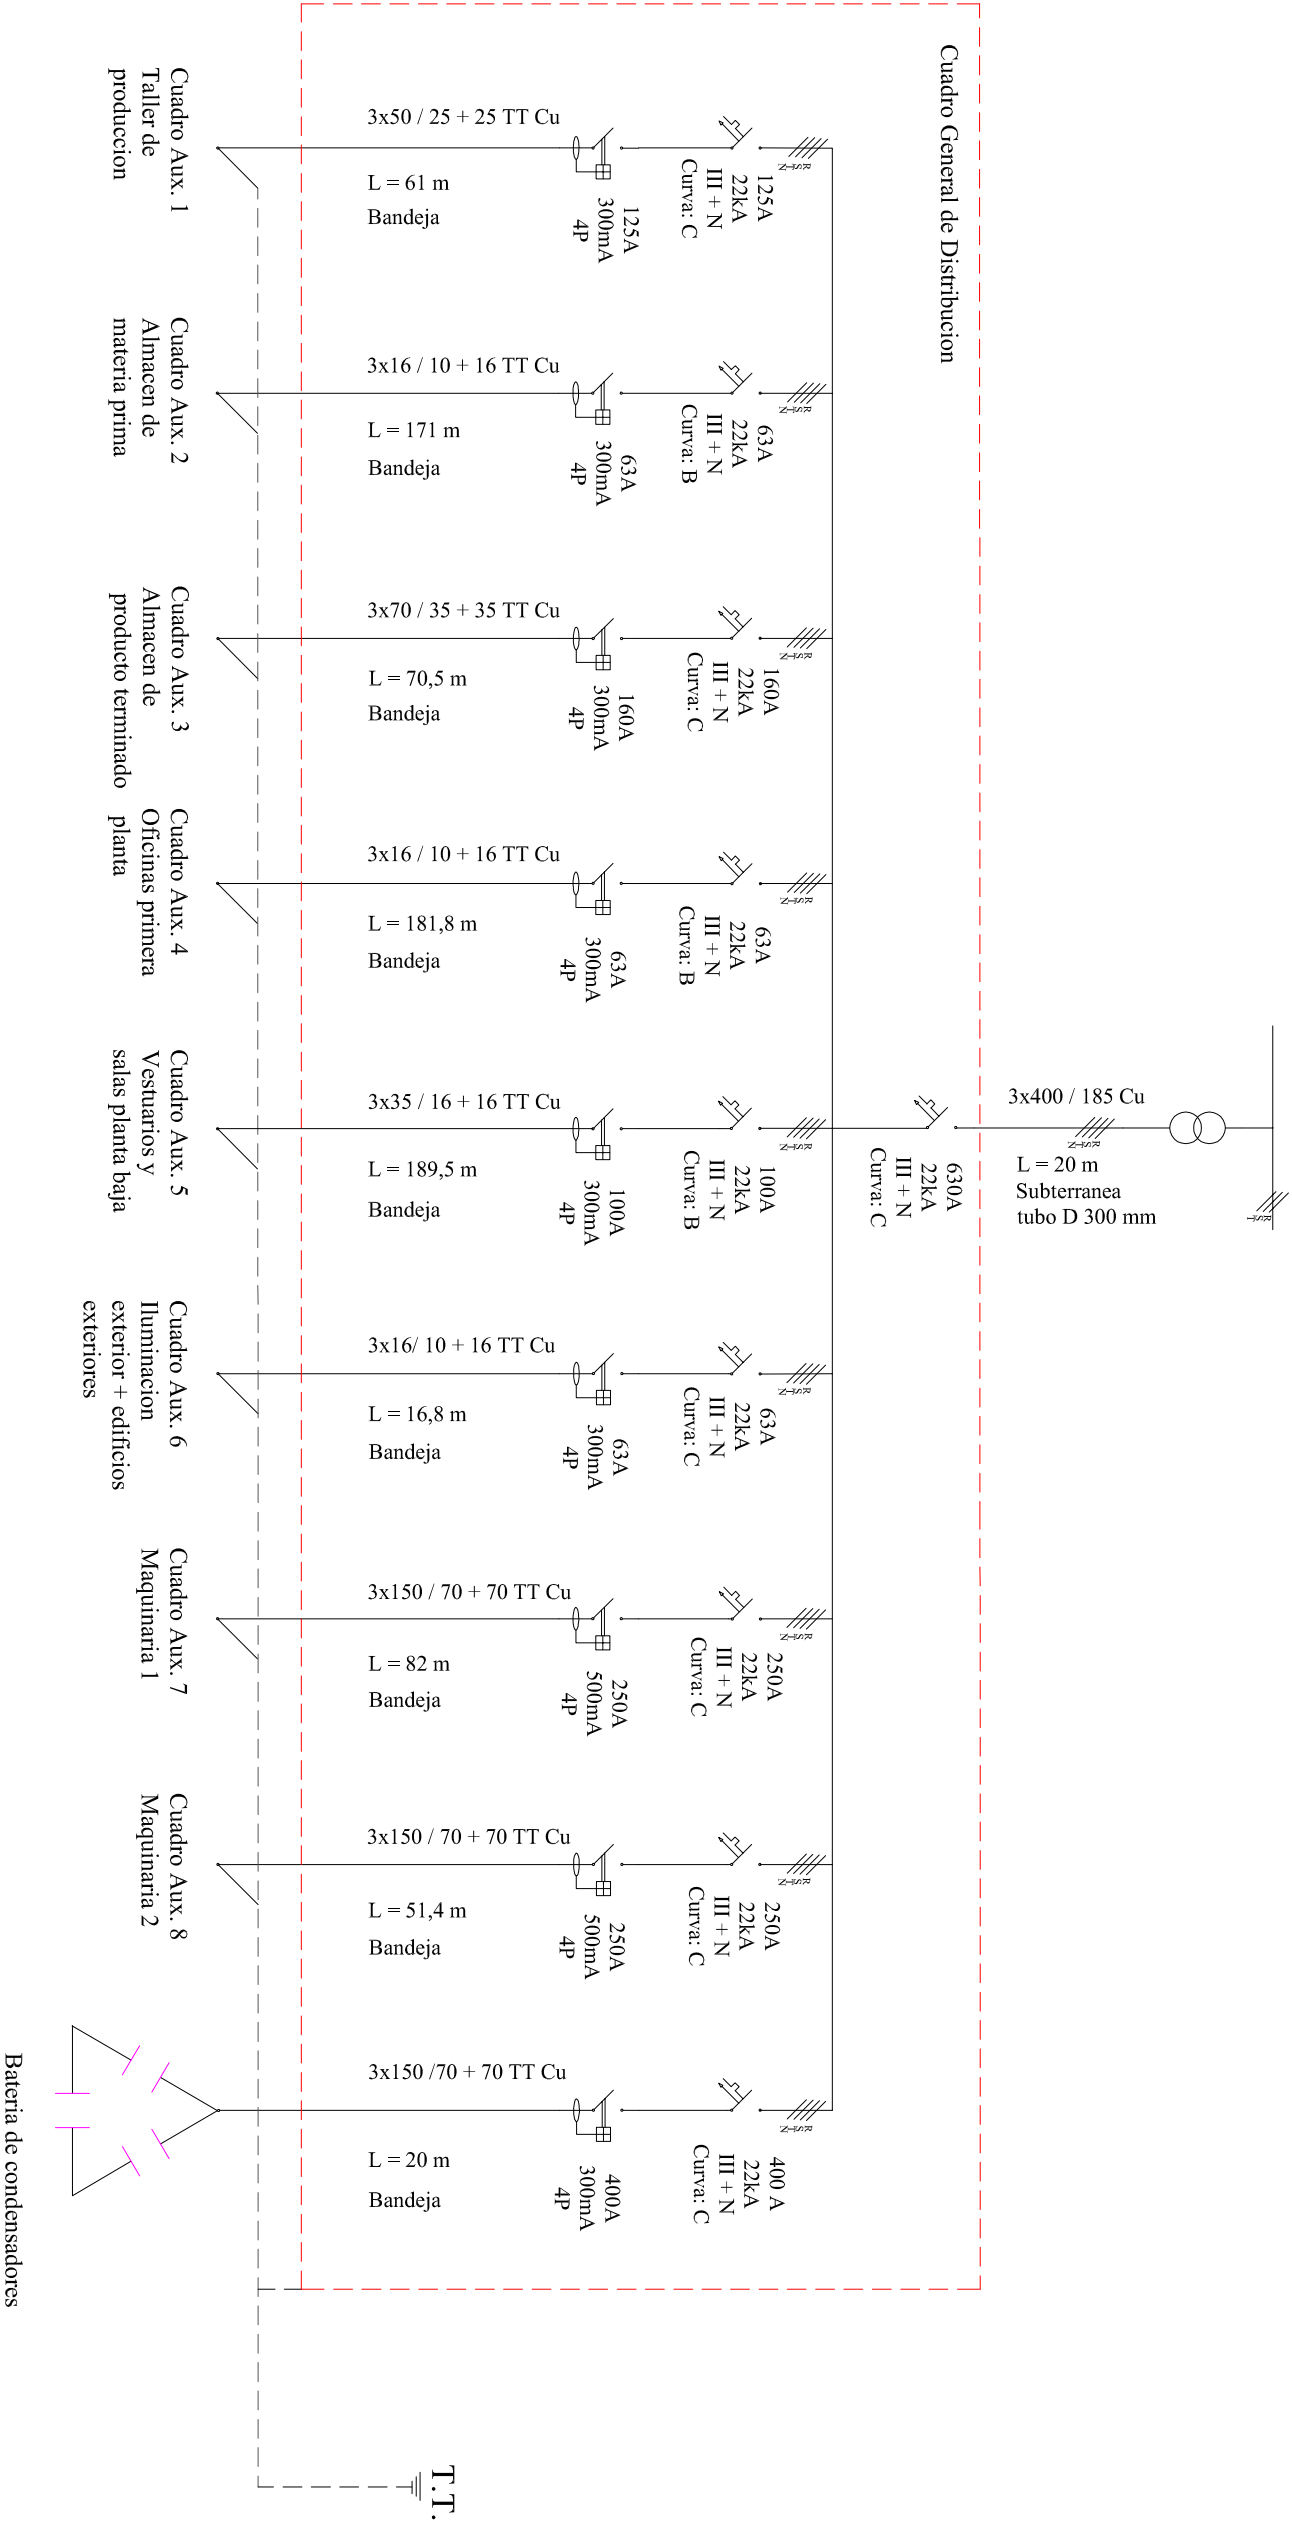 Cuadro General de Distribucion
3x400 / 185 Cu
L = 20 m
Subterranea
tubo D 300 mm
R
S
T
N
R
S
T
630A
22kA
III + N
Curva: C
Cuadro Aux. 1
Taller de
produccion
3x50 / 25 + 25 TT Cu
L = 61 m
Bandeja
125A
300mA
4P
125A
22kA
III + N
Curva: C
R
S
T
N
Cuadro Aux. 2
Almacen de
materia prima
3x16 / 10 + 16 TT Cu
L = 171 m
Bandeja
63A
300mA
4P
63A
22kA
III + N
Curva: B
R
S
T
N
Cuadro Aux. 3
Almacen de
producto terminado
3x70 / 35 + 35 TT Cu
L = 70,5 m
Bandeja
160A
300mA
4P
160A
22kA
III + N
Curva: C
R
S
T
N
Cuadro Aux. 4
Oficinas primera
planta
3x16 / 10 + 16 TT Cu
L = 181,8 m
Bandeja
63A
300mA
4P
63A
22kA
III + N
Curva: B
R
S
T
N
Cuadro Aux. 5
Vestuarios y
salas planta baja
3x35 / 16 + 16 TT Cu
L = 189,5 m
Bandeja
100A
300mA
4P
100A
22kA
III + N
Curva: B
R
S
T
N
Cuadro Aux. 6
Iluminacion
exterior + edificios
exteriores
3x16/ 10 + 16 TT Cu
L = 16,8 m
Bandeja
63A
300mA
4P
63A
22kA
III + N
Curva: C
R
S
T
N
Cuadro Aux. 7
Maquinaria 1
3x150 / 70 + 70 TT Cu
L = 82 m
Bandeja
250A
500mA
4P
250A
22kA
III + N
Curva: C
R
S
T
N
Cuadro Aux. 8
Maquinaria 2
3x150 / 70 + 70 TT Cu
L = 51,4 m
Bandeja
250A
500mA
4P
250A
22kA
III + N
Curva: C
R
S
T
N
Bateria de condensadores
3x150 /70 + 70 TT Cu
L = 20 m
Bandeja
400A
300mA
4P
400 A
22kA
III + N
Curva: C
R
S
T
N
T.T.